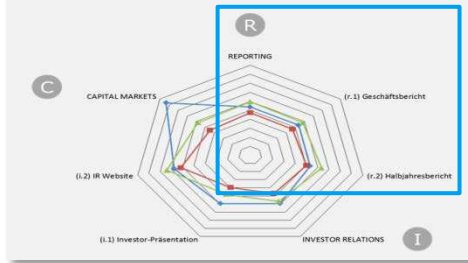 R
REPORTING
C
CAPITAL MARKETS
(r.1) Geschäftsbericht
(i.2) IR Website
(r.2) Halbjahresbericht
(i.1) Investor-Präsentation
INVESTOR RELATIONS
I